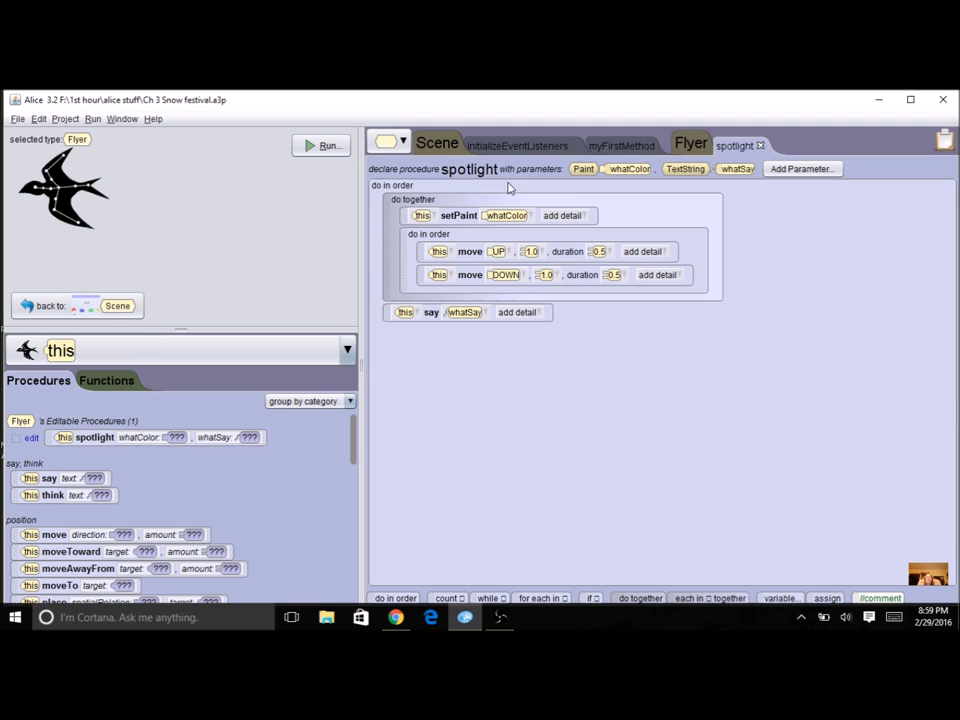 Alice 3.2 F:\1st hour\alice stuff\Ch 3 Snow festival.a3p
File Edit Project Run Window Help
selected type: Flyer
Run...
back to: Scene
this
Procedures Functions
group by category
Flyer 's Editable Procedures (1)
edit this spotlight whatColor: ??? , whatSay: ???
say, think
this say text: ???
this think text: ???
position
this move direction: ??? , amount: ???
this moveToward target: ??? , amount: ???
this moveAwayFrom target: ??? , amount: ???
this moveTo target: ???
this place spatialRelation ??? , target: ???
Scene initializeEventListeners myFirstMethod Flyer spotlight
declare procedure spotlight with parameters: Paint whatColor , TextString whatSay Add Parameter...
do in order
do together
this setPaint whatColor add detail
do in order
this move UP , 1.0 , duration 0.5 add detail
this move DOWN , 1.0 , duration 0.5 add detail
this say whatSay add detail
do in order count while for each in if do together each in together variable... assign //comment
I'm Cortana. Ask me anything.
8:59 PM
2/29/2016